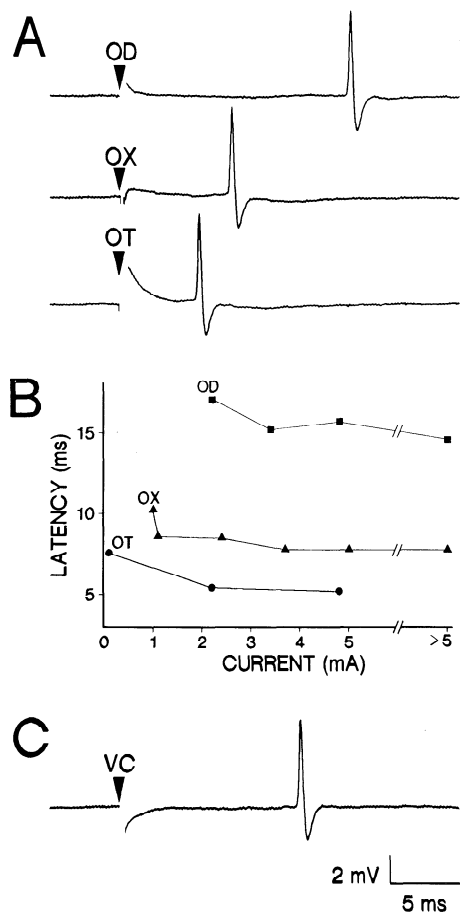 A
OD
OX
OT
B
OD
15
OX
10
OT
5
LATENCY (ms)
0 1 2 3 4 5 >5
CURRENT (mA)
C
VC
2 mV
5 ms